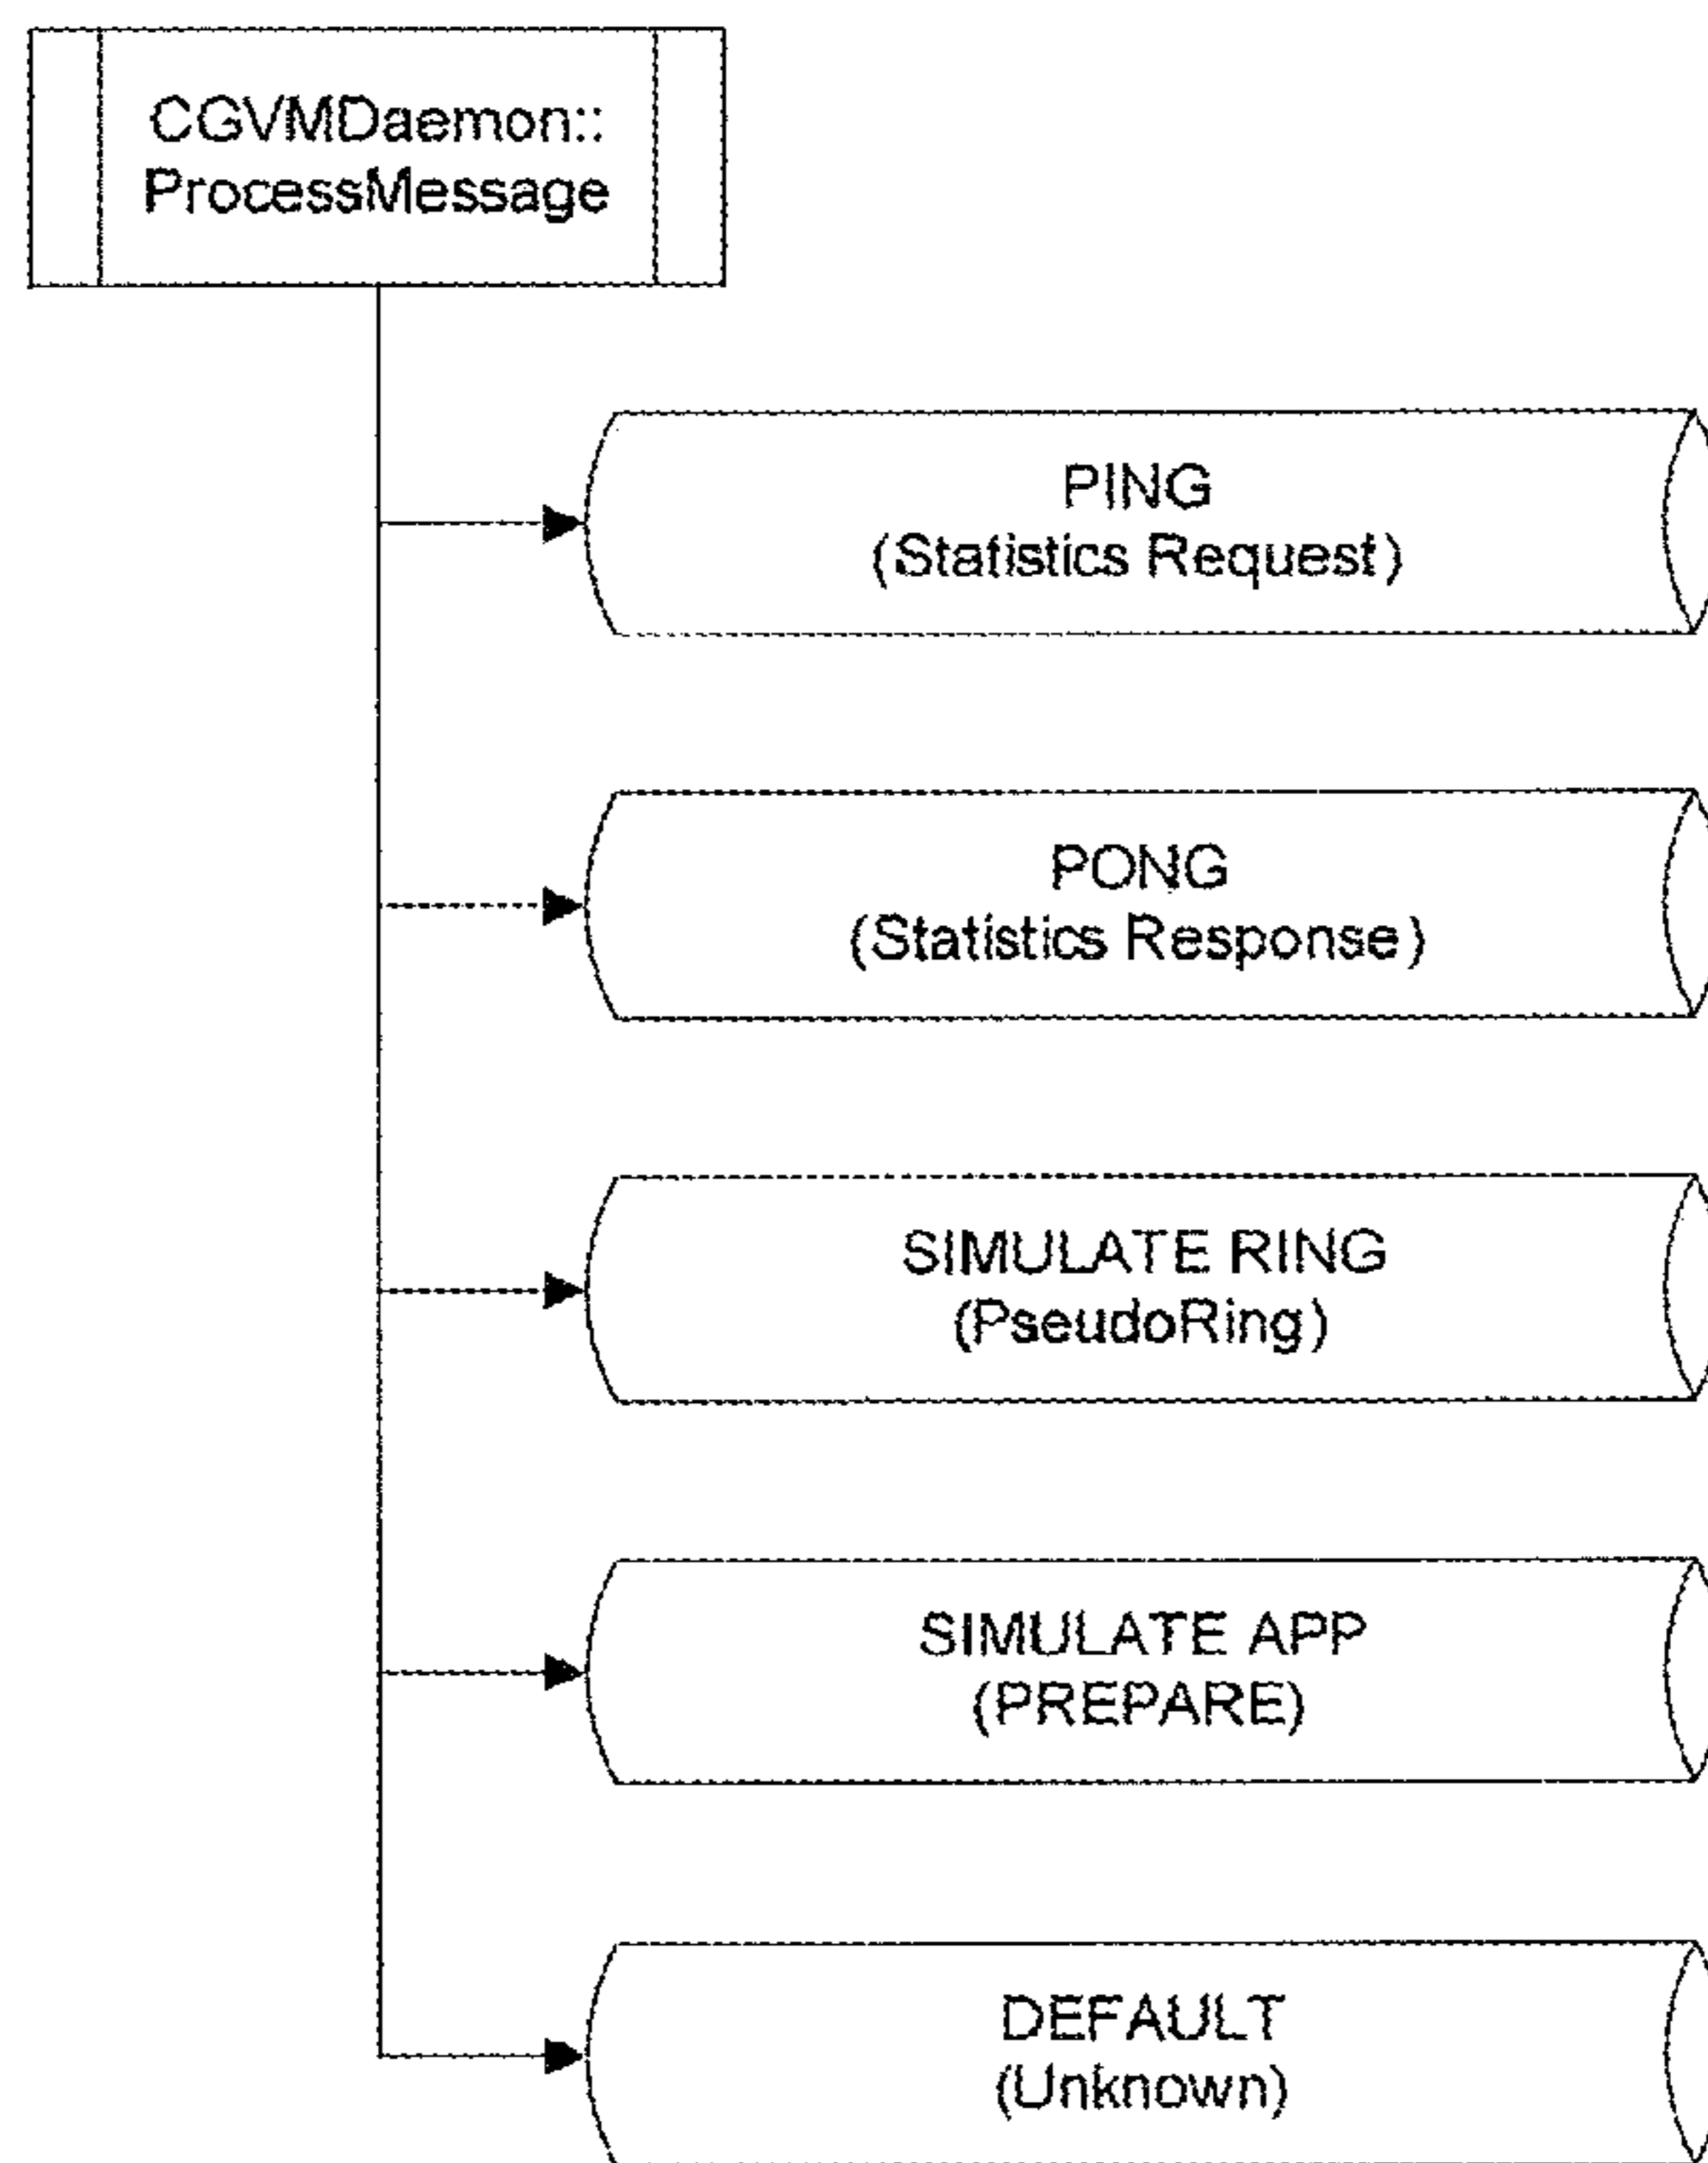 CGVMDaemon::
ProcessMessage
PING
(Statistics Request)
PONG
(Statistics Response)
SIMULATE RING
(PseudoRing)
SIMULATE APP
(PREPARE)
DEFAULT
(Unknown)